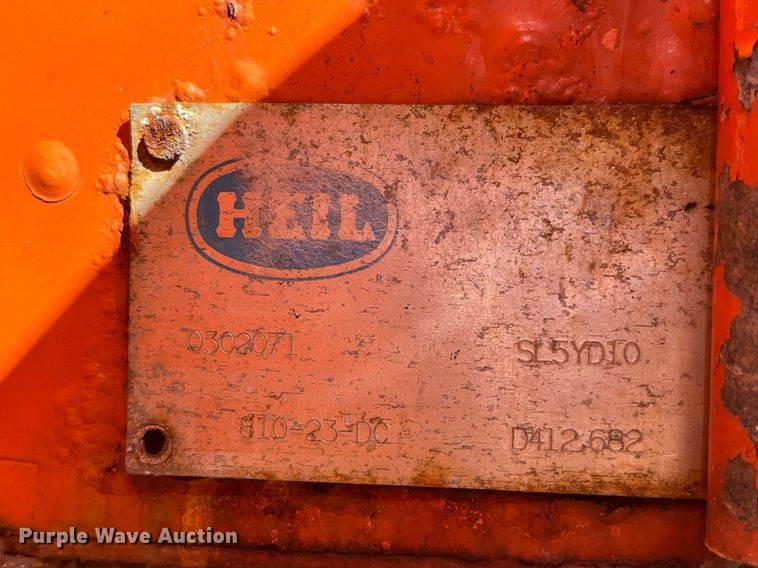 HEIL
®
0302071 SL5YD10
810-23-DC D412,682
Purple Wave Auction